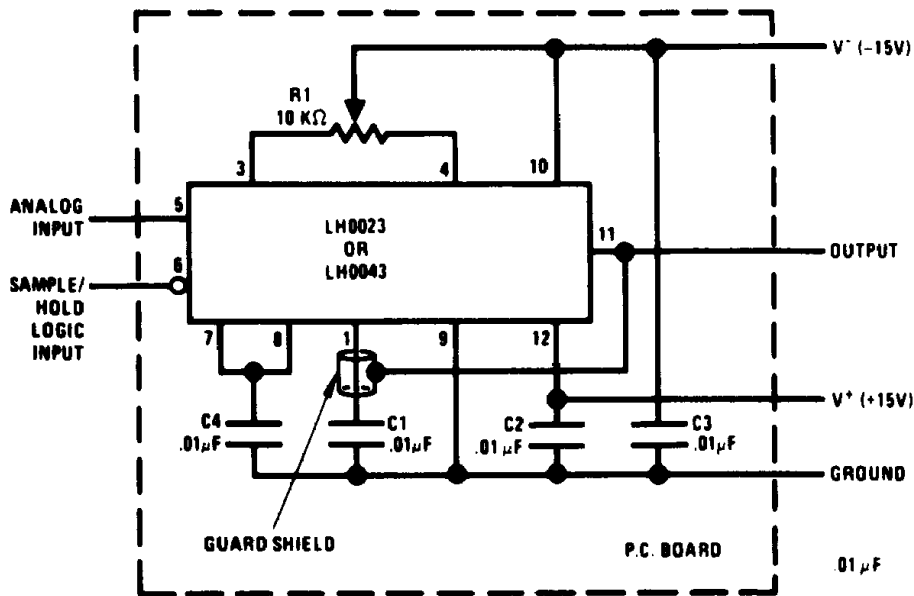 V⁻ (−15V)
R1
10 KΩ
3
4
10
ANALOG
INPUT
5
LH0023
OR
LH0043
11
OUTPUT
SAMPLE/
HOLD
LOGIC
INPUT
6
7
8
1
9
12
V⁺ (+15V)
C4
.01μF
C1
.01μF
C2
.01μF
C3
.01μF
GROUND
GUARD SHIELD
P.C. BOARD
.01μF